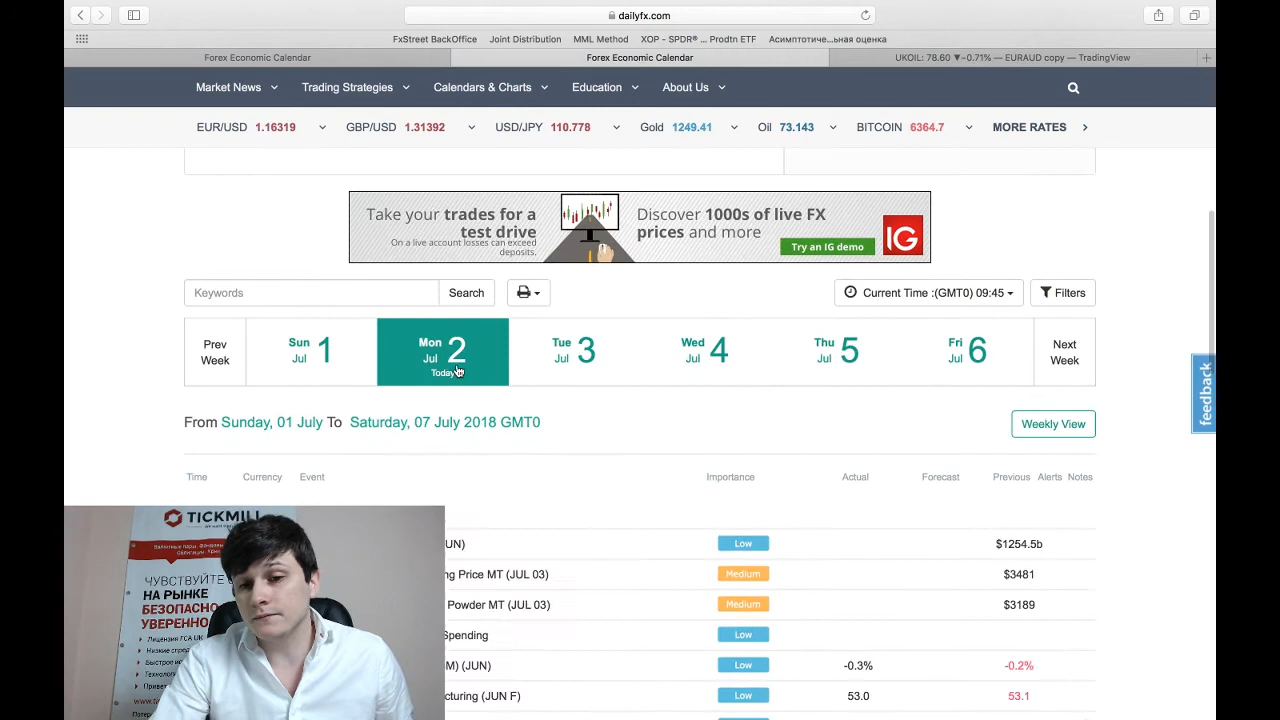 dailyfx.com
FxStreet BackOffice Joint Distribution MML Method XOP - SPDR® ... Prodtn ETF Асимптотиче...ьная оценка
Forex Economic Calendar Forex Economic Calendar UKOIL: 78.60 ▼−0.71% — EURAUD copy — TradingView
Market News Trading Strategies Calendars & Charts Education About Us
EUR/USD 1.16319 GBP/USD 1.31392 USD/JPY 110.778 Gold 1249.41 Oil 73.143 BITCOIN 6364.7 MORE RATES
Take your trades for a
test drive
On a live account losses can exceed
deposits.
Discover 1000s of live FX
prices and more
Try an IG demo
IG
Keywords Search Current Time :(GMT0) 09:45 Filters
Prev
Week
Sun
Jul 1
Mon
Jul 2
Today
Tue
Jul 3
Wed
Jul 4
Thu
Jul 5
Fri
Jul 6
Next
Week
feedback
From Sunday, 01 July To Saturday, 07 July 2018 GMT0 Weekly View
Time Currency Event Importance Actual Forecast Previous Alerts Notes
UN) Low $1254.5b
ng Price MT (JUL 03) Medium $3481
Powder MT (JUL 03) Medium $3189
Spending Low
M) (JUN) Low -0.3% -0.2%
cturing (JUN F) Low 53.0 53.1
TICKMILL
ЧУВСТВУЙТЕ
НА РЫНКЕ
БЕЗОПАСНО
УВЕРЕННО
Лицензия FCA UK